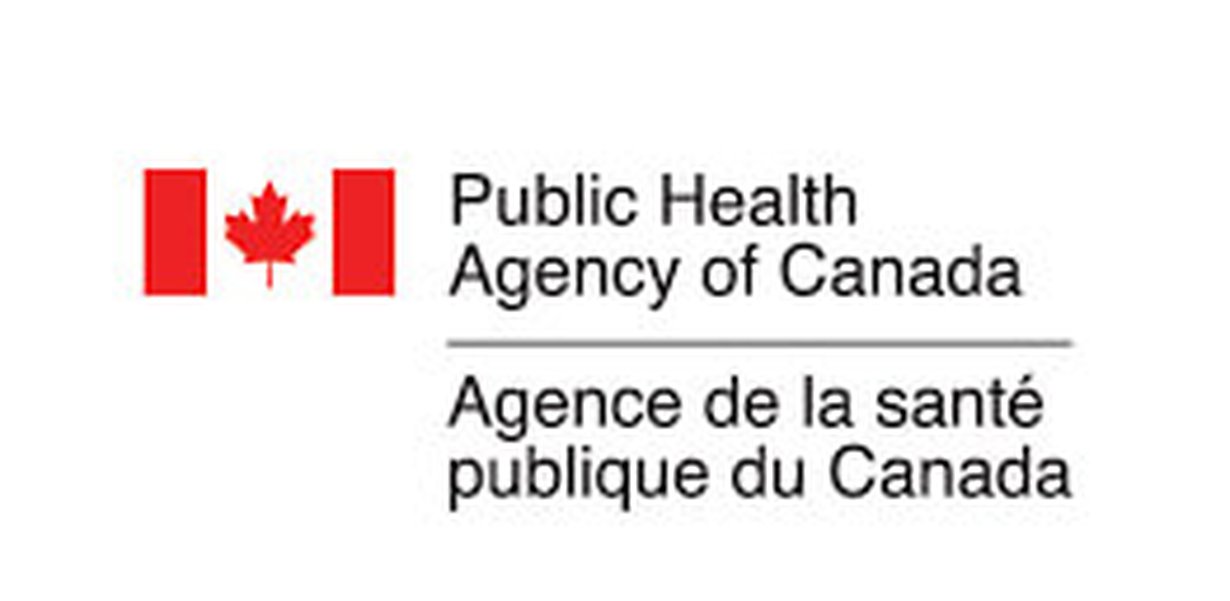 Public Health
Agency of Canada
Agence de la santé
publique du Canada